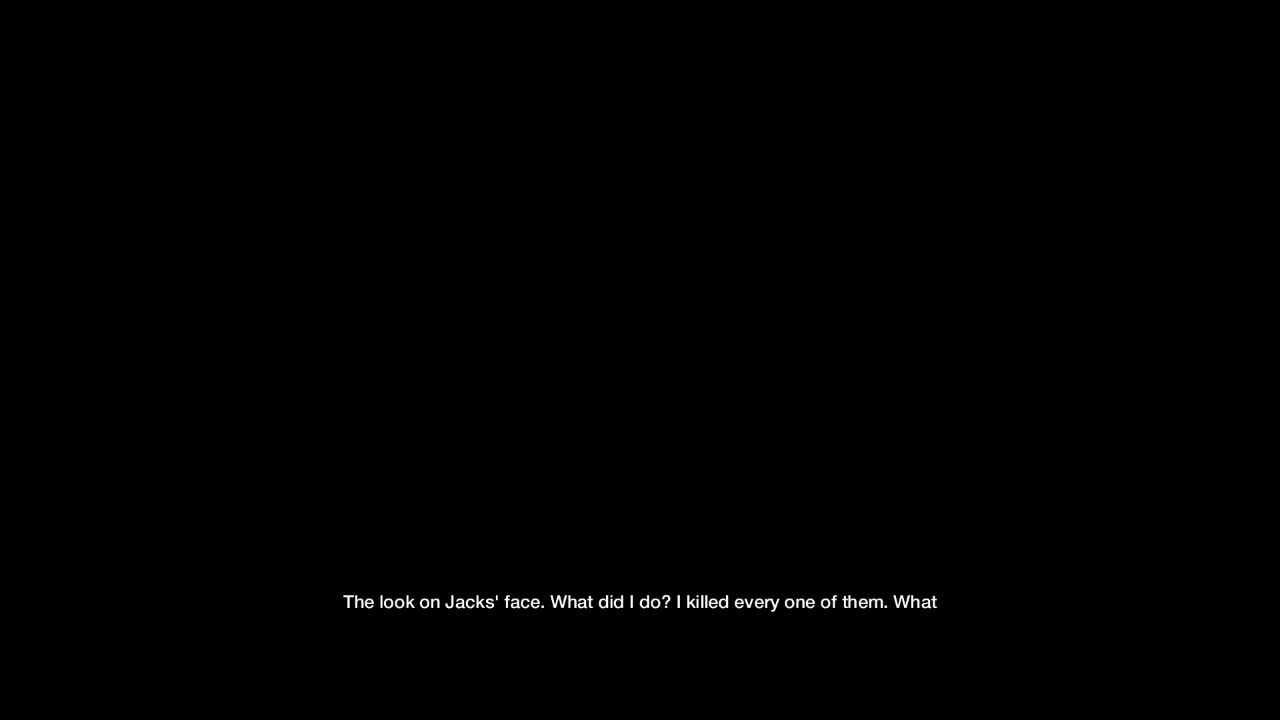 The look on Jacks' face. What did I do? I killed every one of them. What